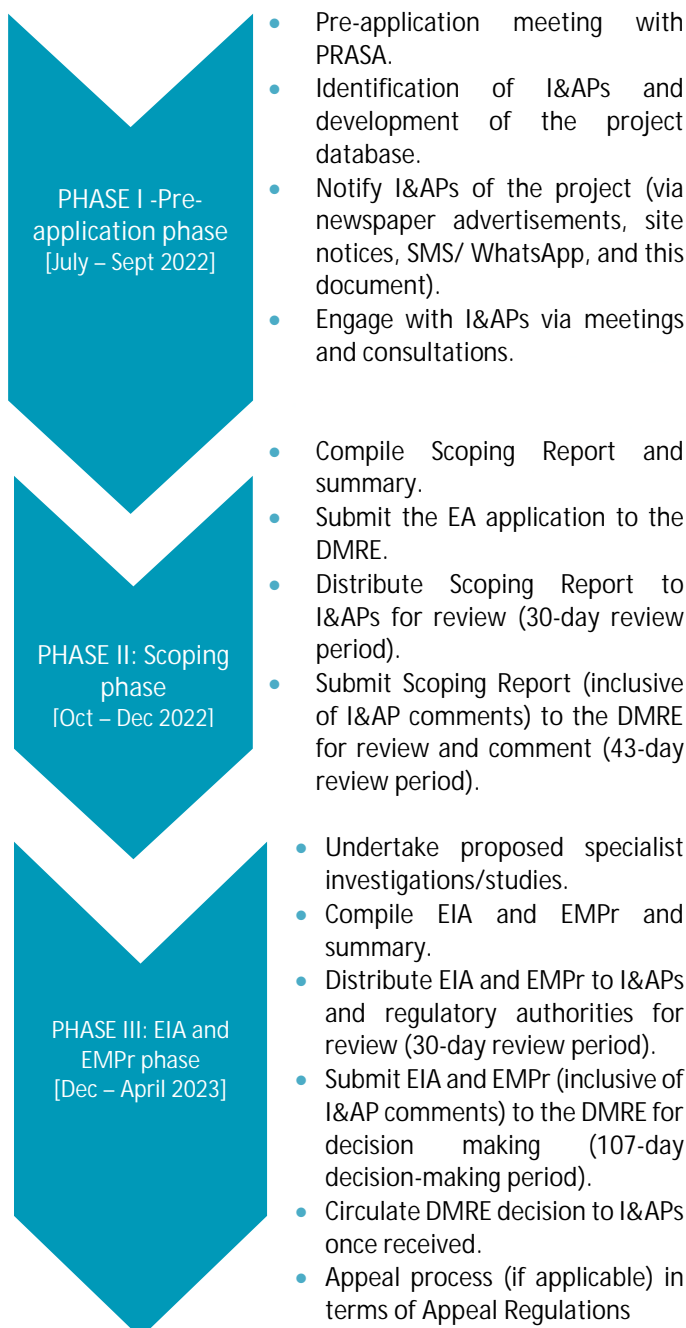 PHASE I -Pre-
application phase
[July – Sept 2022]
• Pre-application meeting with
PRASA.
• Identification of I&APs and
development of the project
database.
• Notify I&APs of the project (via
newspaper advertisements, site
notices, SMS/ WhatsApp, and this
document).
• Engage with I&APs via meetings
and consultations.
PHASE II: Scoping
phase
[Oct – Dec 2022]
• Compile Scoping Report and
summary.
• Submit the EA application to the
DMRE.
• Distribute Scoping Report to
I&APs for review (30-day review
period).
• Submit Scoping Report (inclusive
of I&AP comments) to the DMRE
for review and comment (43-day
review period).
PHASE III: EIA and
EMPr phase
[Dec – April 2023]
• Undertake proposed specialist
investigations/studies.
• Compile EIA and EMPr and
summary.
• Distribute EIA and EMPr to I&APs
and regulatory authorities for
review (30-day review period).
• Submit EIA and EMPr (inclusive of
I&AP comments) to the DMRE for
decision making (107-day
decision-making period).
• Circulate DMRE decision to I&APs
once received.
• Appeal process (if applicable) in
terms of Appeal Regulations